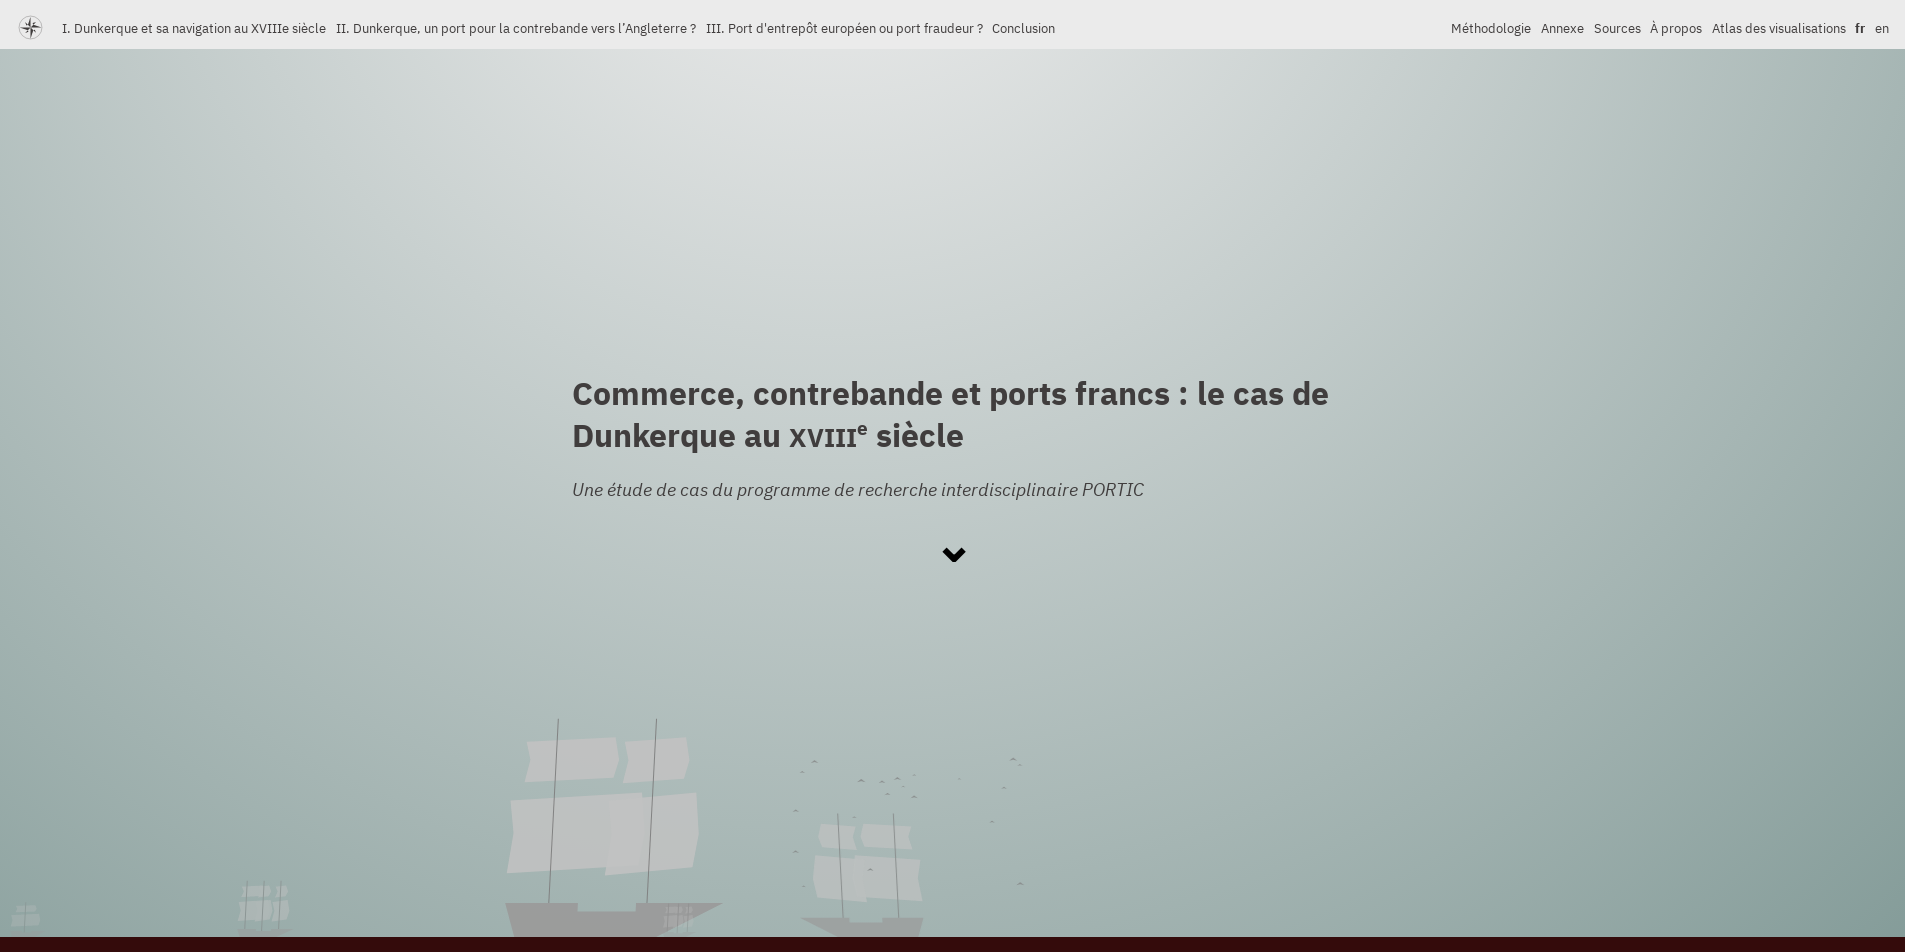 I. Dunkerque et sa navigation au XVIIIe siècle II. Dunkerque, un port pour la contrebande vers l’Angleterre ? III. Port d'entrepôt européen ou port fraudeur ? Conclusion Méthodologie Annexe Sources À propos Atlas des visualisations fr en
Commerce, contrebande et ports francs : le cas de
Dunkerque au XVIIIe siècle
Une étude de cas du programme de recherche interdisciplinaire PORTIC